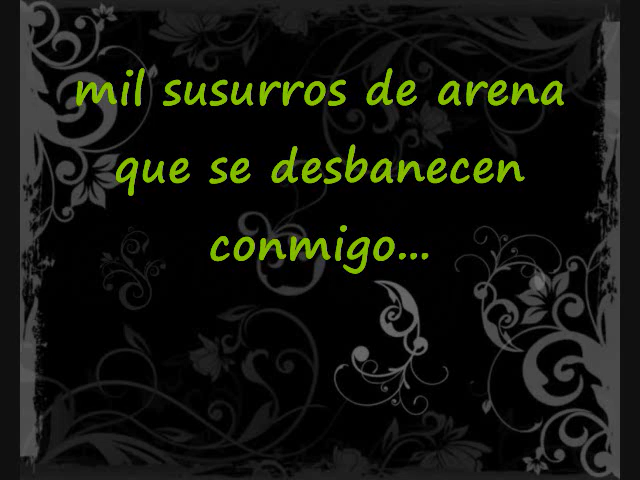 mil susurros de arena
que se desbanecen
conmigo...